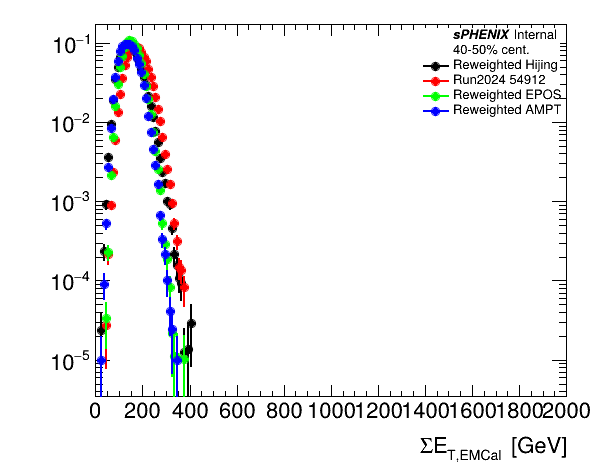 sPHENIX Internal
40-50% cent.
Reweighted Hijing
Run2024 54912
Reweighted EPOS
Reweighted AMPT
10⁻¹
10⁻²
10⁻³
10⁻⁴
10⁻⁵
0 200 400 600 800 1000 1200 1400 1600 1800 2000
ΣE_T,EMCal [GeV]